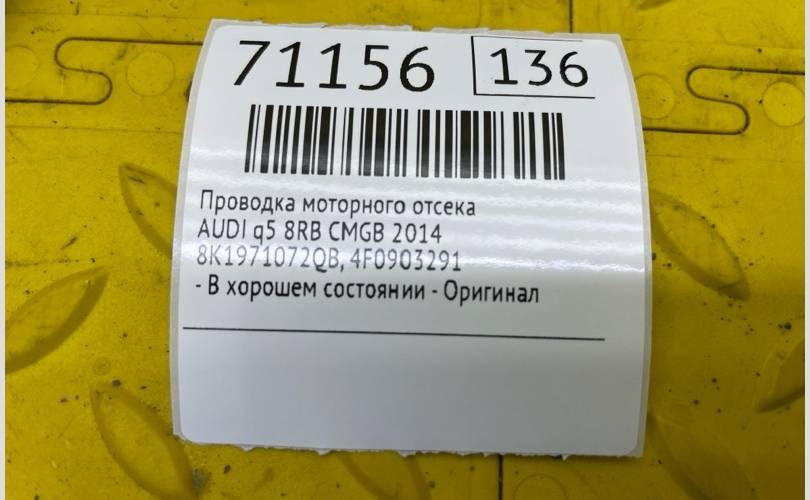 71156 136
Проводка моторного отсека
AUDI q5 8RB CMGB 2014
8K1971072QB, 4F0903291
- В хорошем состоянии - Оригинал